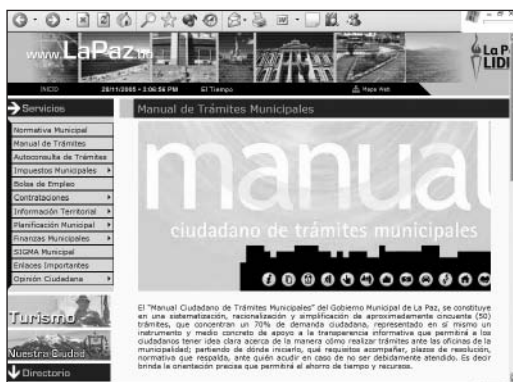 www.LaPaz.bo
La P
LÍDE
INICIO
28/11/2005 • 3:06:56 PM
El Tiempo
Mapa Web
Servicios
Manual de Trámites Municipales
Normativa Municipal
Manual de Trámites
Autoconsulta de Trámites
Impuestos Municipales
Bolsa de Empleo
Contrataciones
Información Territorial
Planificación Municipal
Finanzas Municipales
SIGMA Municipal
Enlaces Importantes
Opinión Ciudadana
manual
ciudadano de trámites municipales
Turismo
Nuestra Ciudad
Directorio
El "Manual Ciudadano de Trámites Municipales" del Gobierno Municipal de La Paz, se constituye
en una sistematización, racionalización y simplificación de aproximadamente cincuenta (50)
trámites, que concentran un 70% de demanda ciudadana, representado en sí mismo un
instrumento y medio concreto de apoyo a la transparencia informativa que permitirá a los
ciudadanos tener idea clara acerca de la manera cómo realizar trámites ante las oficinas de la
municipalidad; partiendo de dónde iniciarlo, qué requisitos acompañar, plazos de resolución,
normativa que respalda, ante quién acudir en caso de no ser debidamente atendido. Es decir
brinda la orientación precisa que permitirá el ahorro de tiempo y recursos.